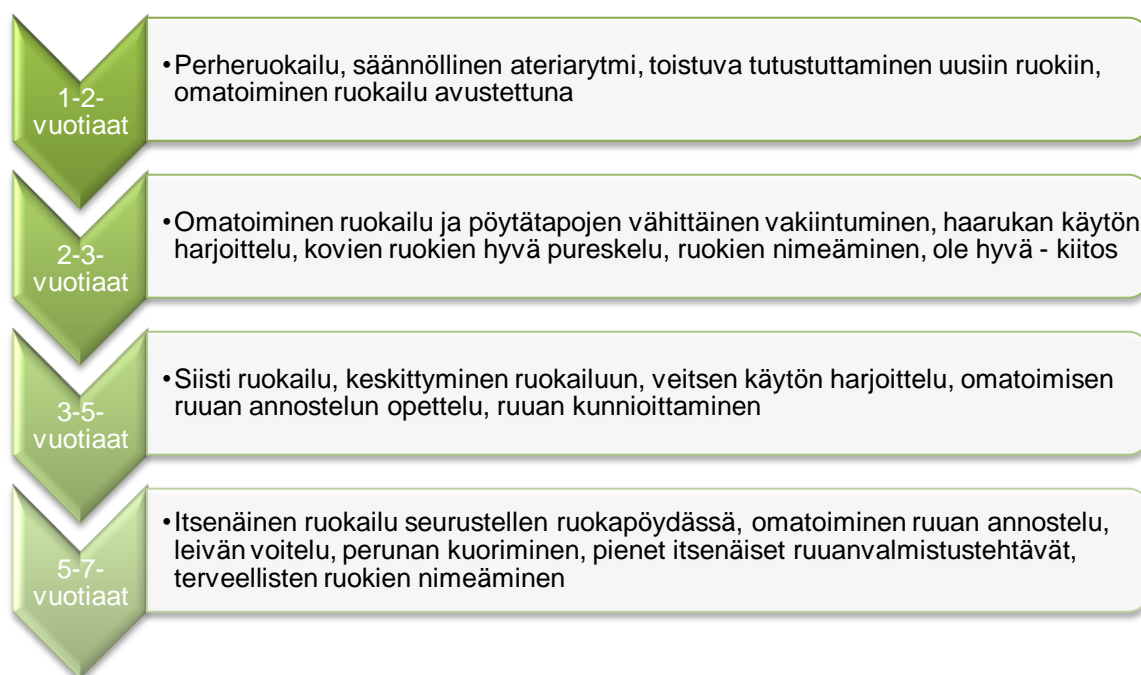 1-2-
vuotiaat
•Perheruokailu, säännöllinen ateriarytmi, toistuva tutustuttaminen uusiin ruokiin,
omatoiminen ruokailu avustettuna
2-3-
vuotiaat
•Omatoiminen ruokailu ja pöytätapojen vähittäinen vakiintuminen, haarukan käytön
harjoittelu, kovien ruokien hyvä pureskelu, ruokien nimeäminen, ole hyvä - kiitos
3-5-
vuotiaat
•Siisti ruokailu, keskittyminen ruokailuun, veitsen käytön harjoittelu, omatoimisen
ruuan annostelun opettelu, ruuan kunnioittaminen
5-7-
vuotiaat
•Itsenäinen ruokailu seurustellen ruokapöydässä, omatoiminen ruuan annostelu,
leivän voitelu, perunan kuoriminen, pienet itsenäiset ruuanvalmistustehtävät,
terveellisten ruokien nimeäminen